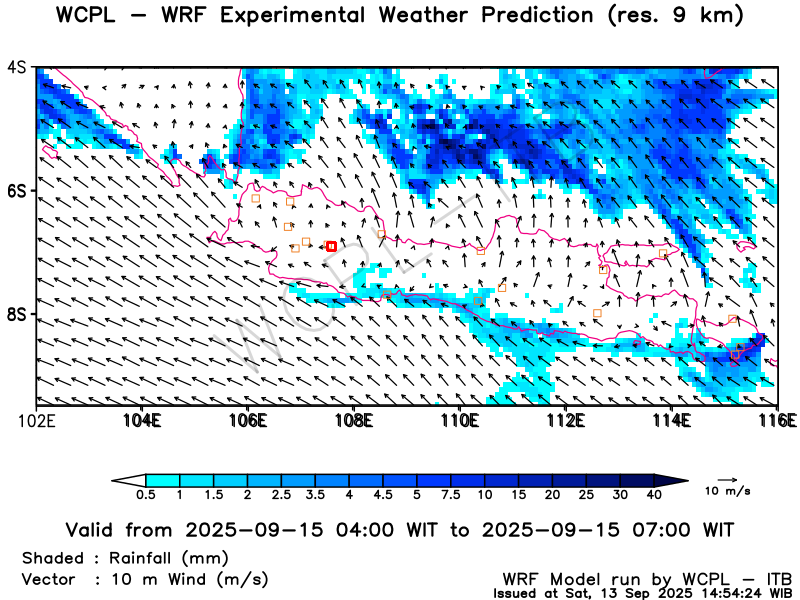 WCPL – WRF Experimental Weather Prediction (res. 9 km)
4S
6S
8S
WCPL-ITB
102E 104E 106E 108E 110E 112E 114E 116E
0.5 1 1.5 2 2.5 3.5 4 4.5 5 7.5 10 15 20 25 30 40
10 m/s
Valid from 2025-09-15 04:00 WIT to 2025-09-15 07:00 WIT
Shaded : Rainfall (mm)
Vector : 10 m Wind (m/s)
WRF Model run by WCPL – ITB
Issued at Sat, 13 Sep 2025 14:54:24 WIB